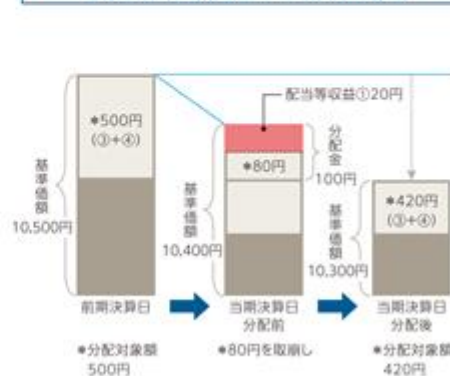 配当等収益①20円
*500円
(③+④)
*80円
分配金
100円
*420円
(③+④)
基準価額
10,500円
基準価額
10,400円
基準価額
10,300円
前期決算日
当期決算日
分配前
当期決算日
分配後
*分配対象額
500円
*80円を取崩し
*分配対象額
420円